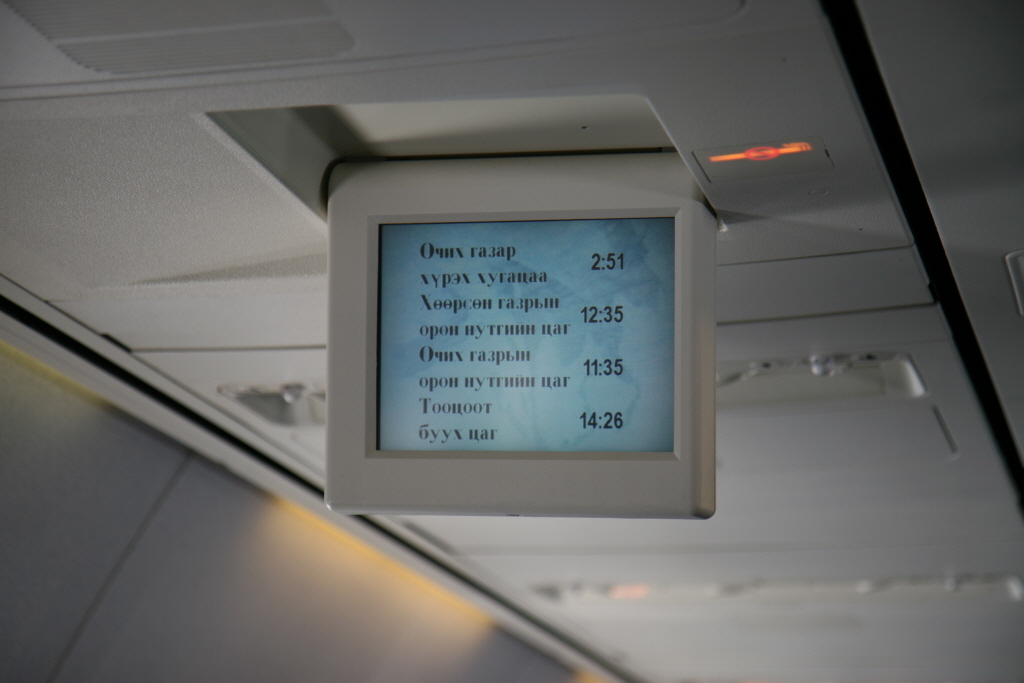 Очих газар
хүрэх хугацаа 2:51
Хөөрсөн газрын
орон нутгийн цаг 12:35
Очих газрын
орон нутгийн цаг 11:35
Тооцоот
буух цаг 14:26